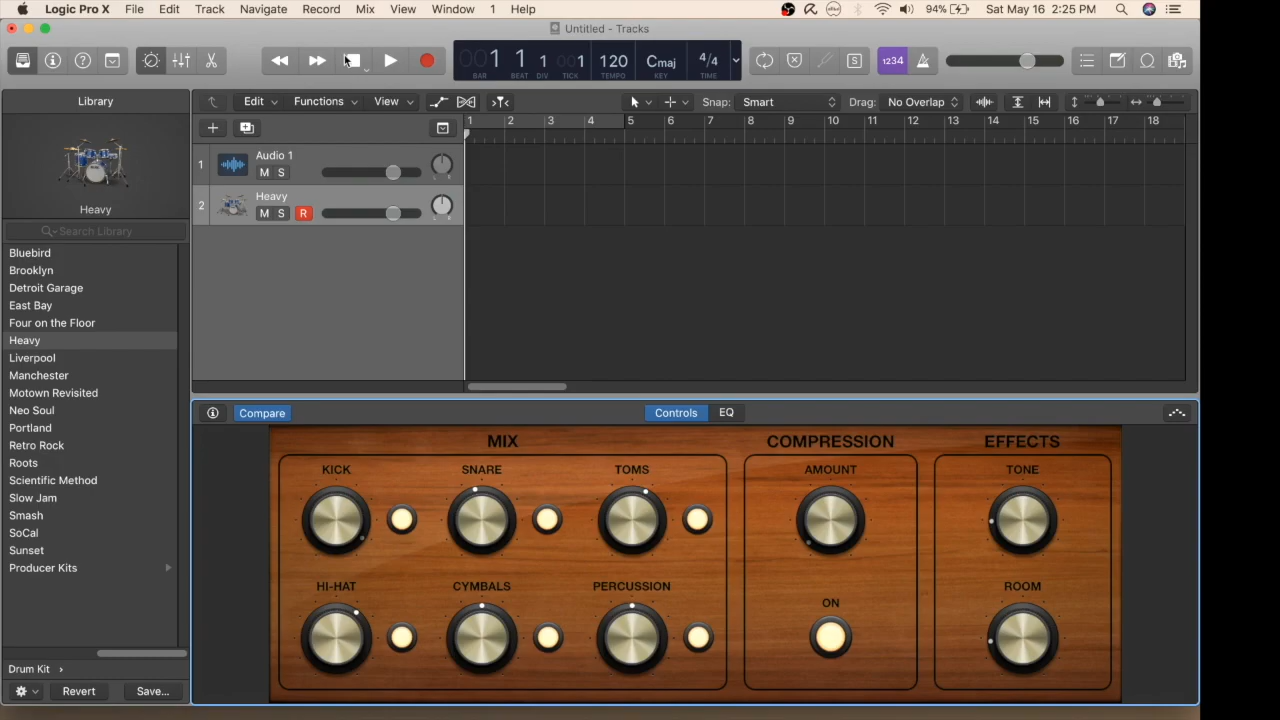 Logic Pro X File Edit Track Navigate Record Mix View Window 1 Help 94% Sat May 16 2:25 PM
Untitled - Tracks
001 1 1 001 120 Cmaj 4/4
BAR BEAT DIV TICK TEMPO KEY TIME
S 1234
Library
Edit Functions View Snap: Smart Drag: No Overlap
1 2 3 4 5 6 7 8 9 10 11 12 13 14 15 16 17 18
1 Audio 1
M S
L R
2 Heavy
M S R
L R
Heavy
Search Library
Bluebird
Brooklyn
Detroit Garage
East Bay
Four on the Floor
Heavy
Liverpool
Manchester
Motown Revisited
Neo Soul
Portland
Retro Rock
Roots
Scientific Method
Slow Jam
Smash
SoCal
Sunset
Producer Kits
Drum Kit
Revert Save...
Compare Controls EQ
MIX COMPRESSION EFFECTS
KICK SNARE TOMS AMOUNT TONE
HI-HAT CYMBALS PERCUSSION ON ROOM